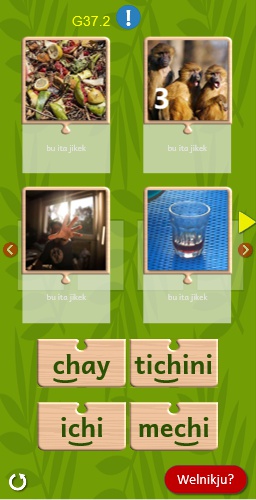 G37.2
!
3
bu ita jikek
bu ita jikek
bu ita jikek
bu ita jikek
chay
tichini
ichi
mechi
Welnikju?